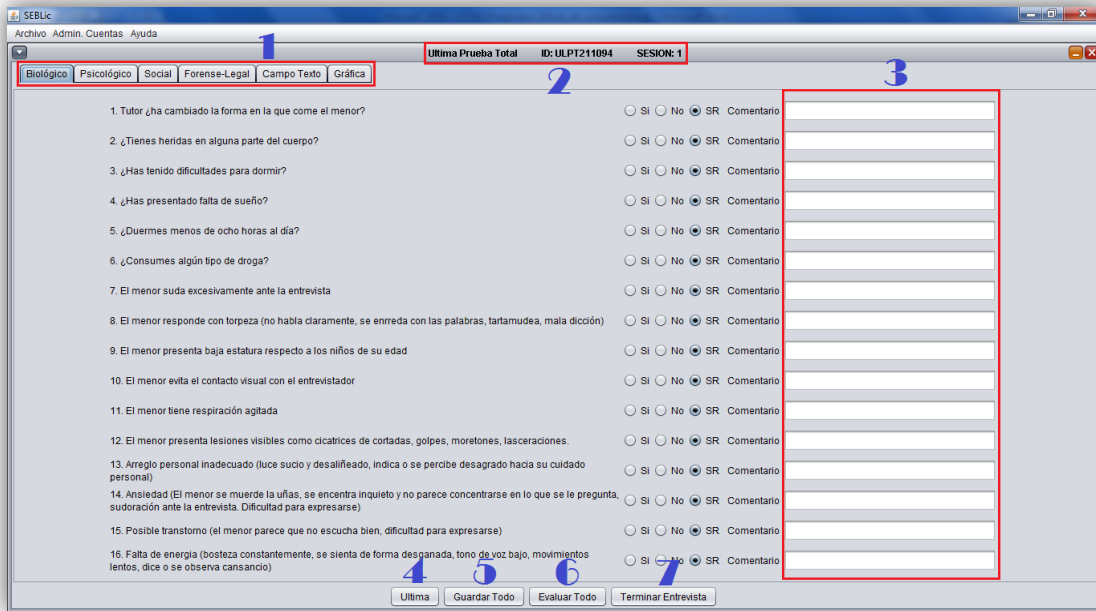 SEBLic
Archivo Admin. Cuentas Ayuda
1
Ultima Prueba Total ID: ULPT211094 SESION: 1
2
Biológico Psicológico Social Forense-Legal Campo Texto Gráfica
3
1. Tutor ¿ha cambiado la forma en la que come el menor? Si No SR Comentario
2. ¿Tienes heridas en alguna parte del cuerpo? Si No SR Comentario
3. ¿Has tenido dificultades para dormir? Si No SR Comentario
4. ¿Has presentado falta de sueño? Si No SR Comentario
5. ¿Duermes menos de ocho horas al día? Si No SR Comentario
6. ¿Consumes algún tipo de droga? Si No SR Comentario
7. El menor suda excesivamente ante la entrevista Si No SR Comentario
8. El menor responde con torpeza (no habla claramente, se enrreda con las palabras, tartamudea, mala dicción) Si No SR Comentario
9. El menor presenta baja estatura respecto a los niños de su edad Si No SR Comentario
10. El menor evita el contacto visual con el entrevistador Si No SR Comentario
11. El menor tiene respiración agitada Si No SR Comentario
12. El menor presenta lesiones visibles como cicatrices de cortadas, golpes, moretones, lasceraciones. Si No SR Comentario
13. Arreglo personal inadecuado (luce sucio y desaliñeado, indica o se percibe desagrado hacia su cuidado
personal) Si No SR Comentario
14. Ansiedad (El menor se muerde la uñas, se encentra inquieto y no parece concentrarse en lo que se le pregunta,
sudoración ante la entrevista. Dificultad para expresarse) Si No SR Comentario
15. Posible transtorno (el menor parece que no escucha bien, dificultad para expresarse) Si No SR Comentario
16. Falta de energia (bosteza constantemente, se sienta de forma desganada, tono de voz bajo, movimientos
lentos, dice o se observa cansancio) Si No SR Comentario
4 5 6 7
Ultima Guardar Todo Evaluar Todo Terminar Entrevista